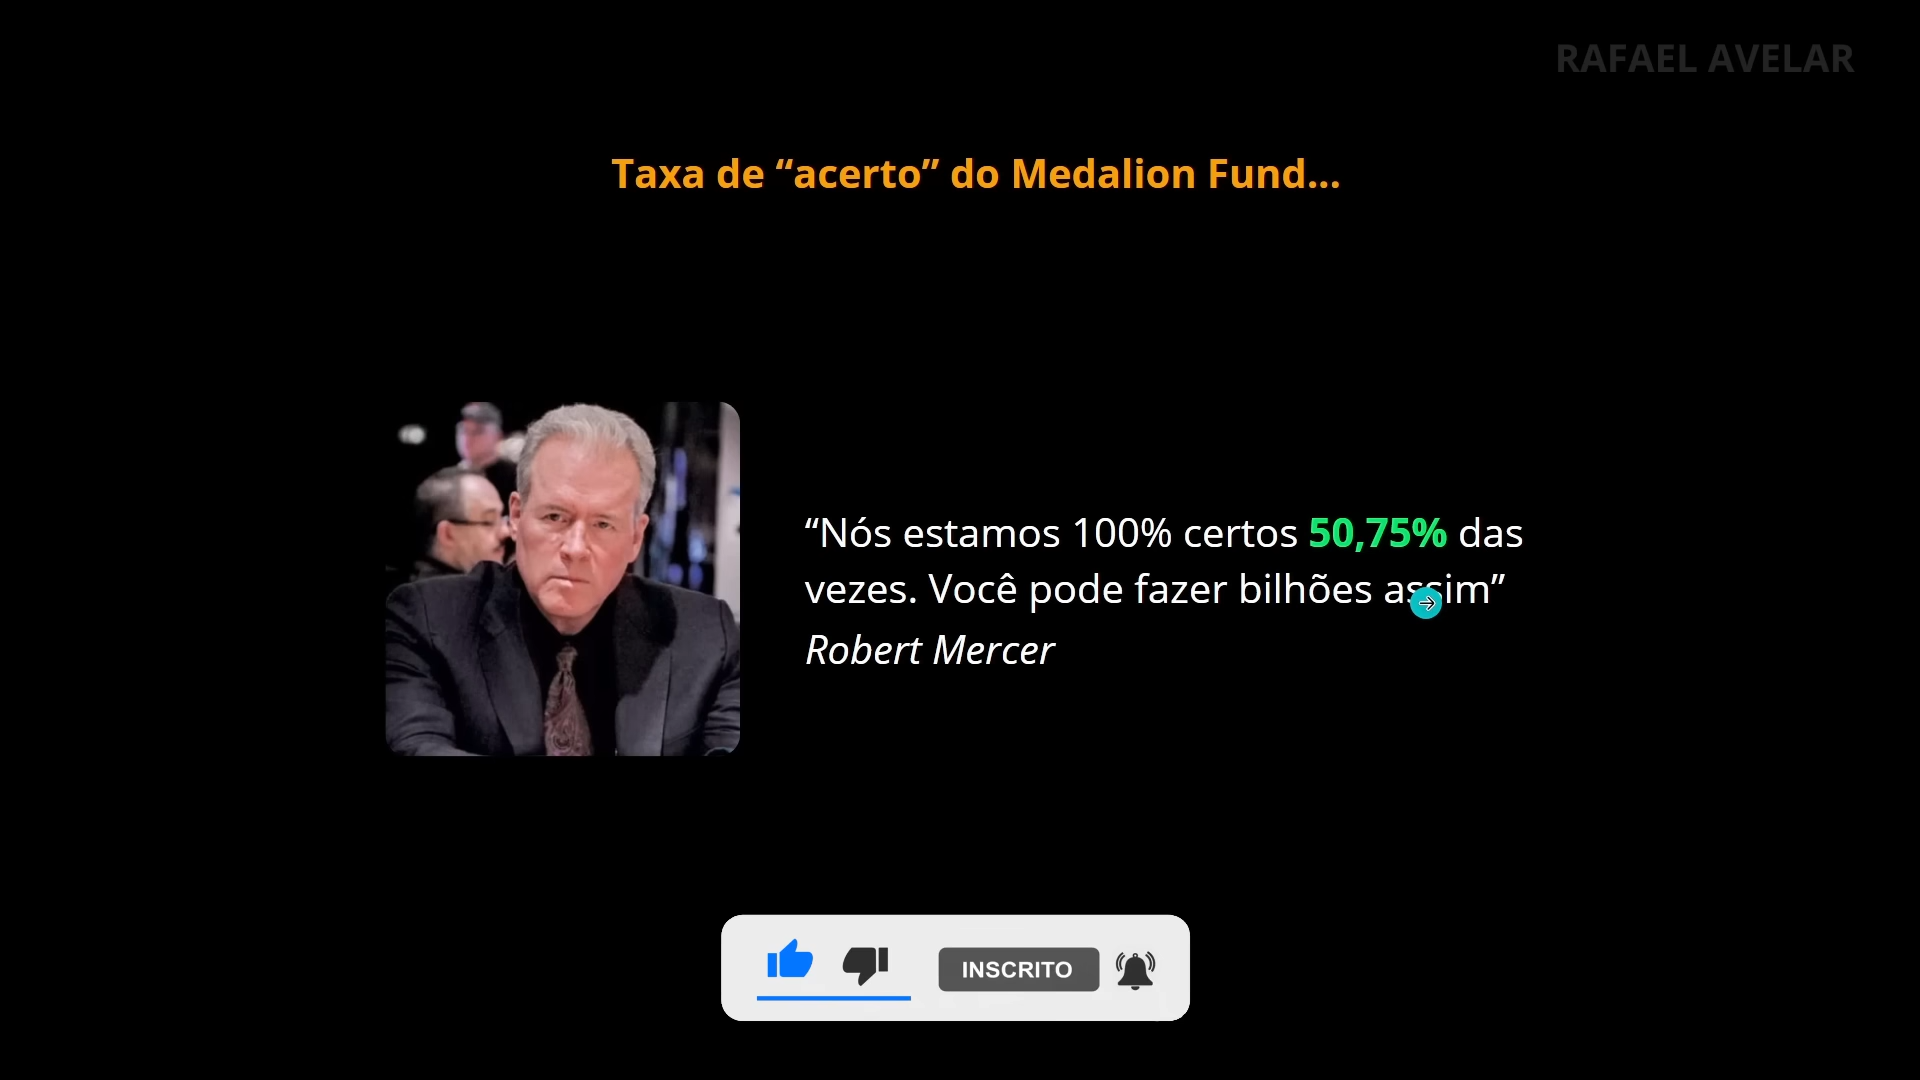 RAFAEL AVELAR
Taxa de “acerto” do Medalion Fund...
“Nós estamos 100% certos 50,75% das
vezes. Você pode fazer bilhões assim”
Robert Mercer
INSCRITO